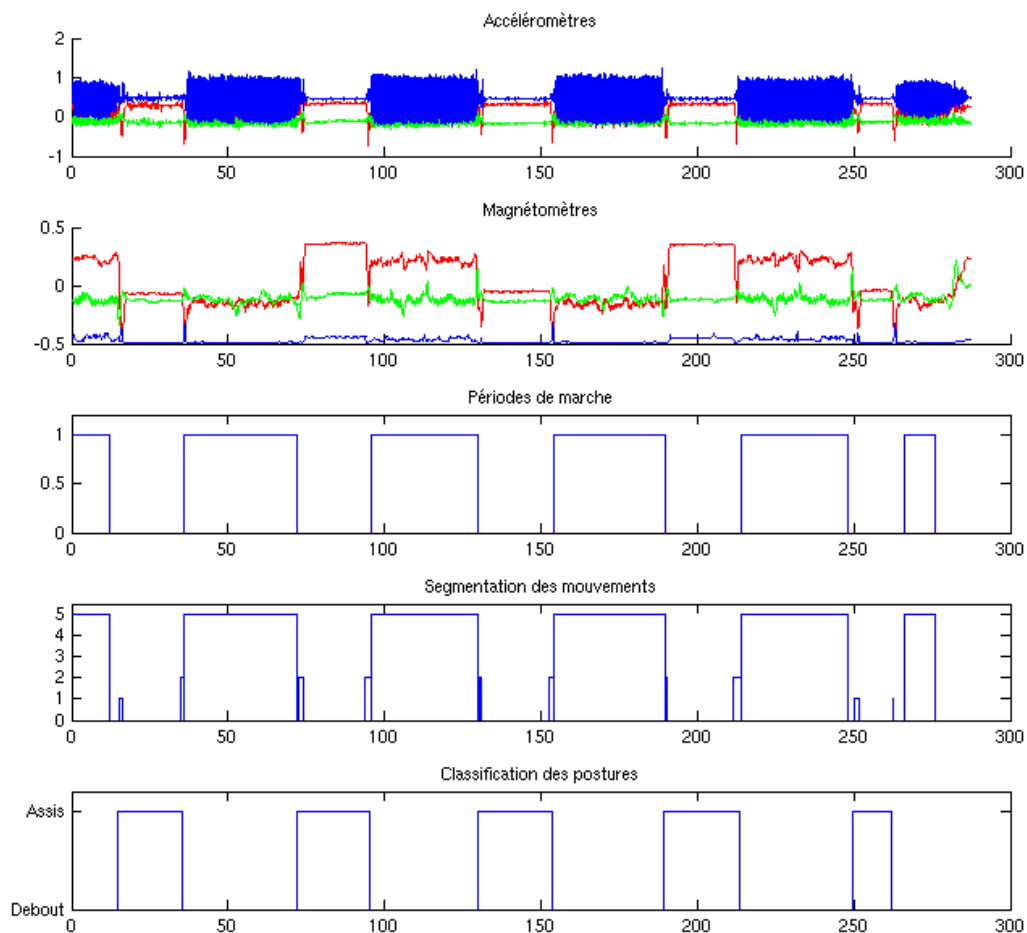 Accéléromètres
2
1
0
-1
0 50 100 150 200 250 300
Magnétomètres
0.5
0
-0.5
0 50 100 150 200 250 300
Périodes de marche
1
0.5
0
0 50 100 150 200 250 300
Segmentation des mouvements
5
4
3
2
1
0
0 50 100 150 200 250 300
Classification des postures
Assis
Debout
0 50 100 150 200 250 300